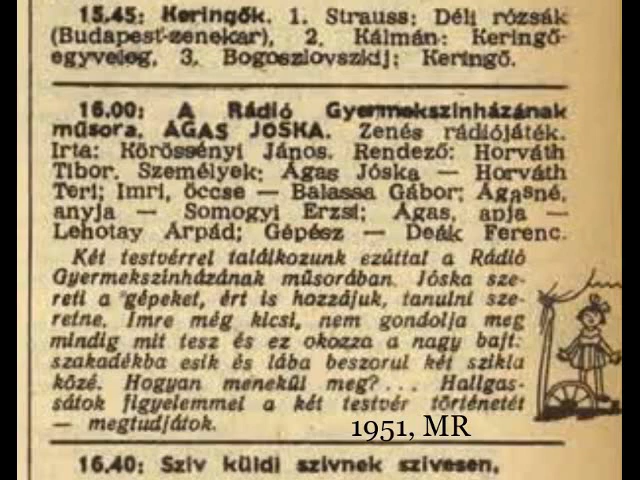 15.45: Keringők. 1. Strauss: Déli rózsák
(Budapest-zenekar), 2. Kálmán: Keringő-
egyveleg, 3. Bogoszlovszkij: Keringő.
16.00: A Rádió Gyermekszínházának
műsora. ÁGAS JÓSKA. Zenés rádiójáték.
Irta: Körössényi János. Rendező: Horváth
Tibor. Személyek: Ágas Jóska — Horváth
Teri; Imri, öccse — Balassa Gábor; Ágasné,
anyja — Somogyi Erzsi; Ágas, apja —
Lehotay Árpád; Gépész — Deák Ferenc.
Két testvérrel találkozunk ezúttal a Rádió
Gyermekszínházának műsorában. Jóska sze-
reti a gépeket, ért is hozzájuk, tanulni sze-
retne. Imre még kicsi, nem gondolja meg
mindig mit tesz és ez okozza a nagy bajt:
szakadékba esik és lába beszorul két szikla
közé. Hogyan menekül meg?... Hallgas-
sátok figyelemmel a két testvér történetét
— megtudjátok.
1951, MR
16.40: Szív küldi szívnek szívesen,